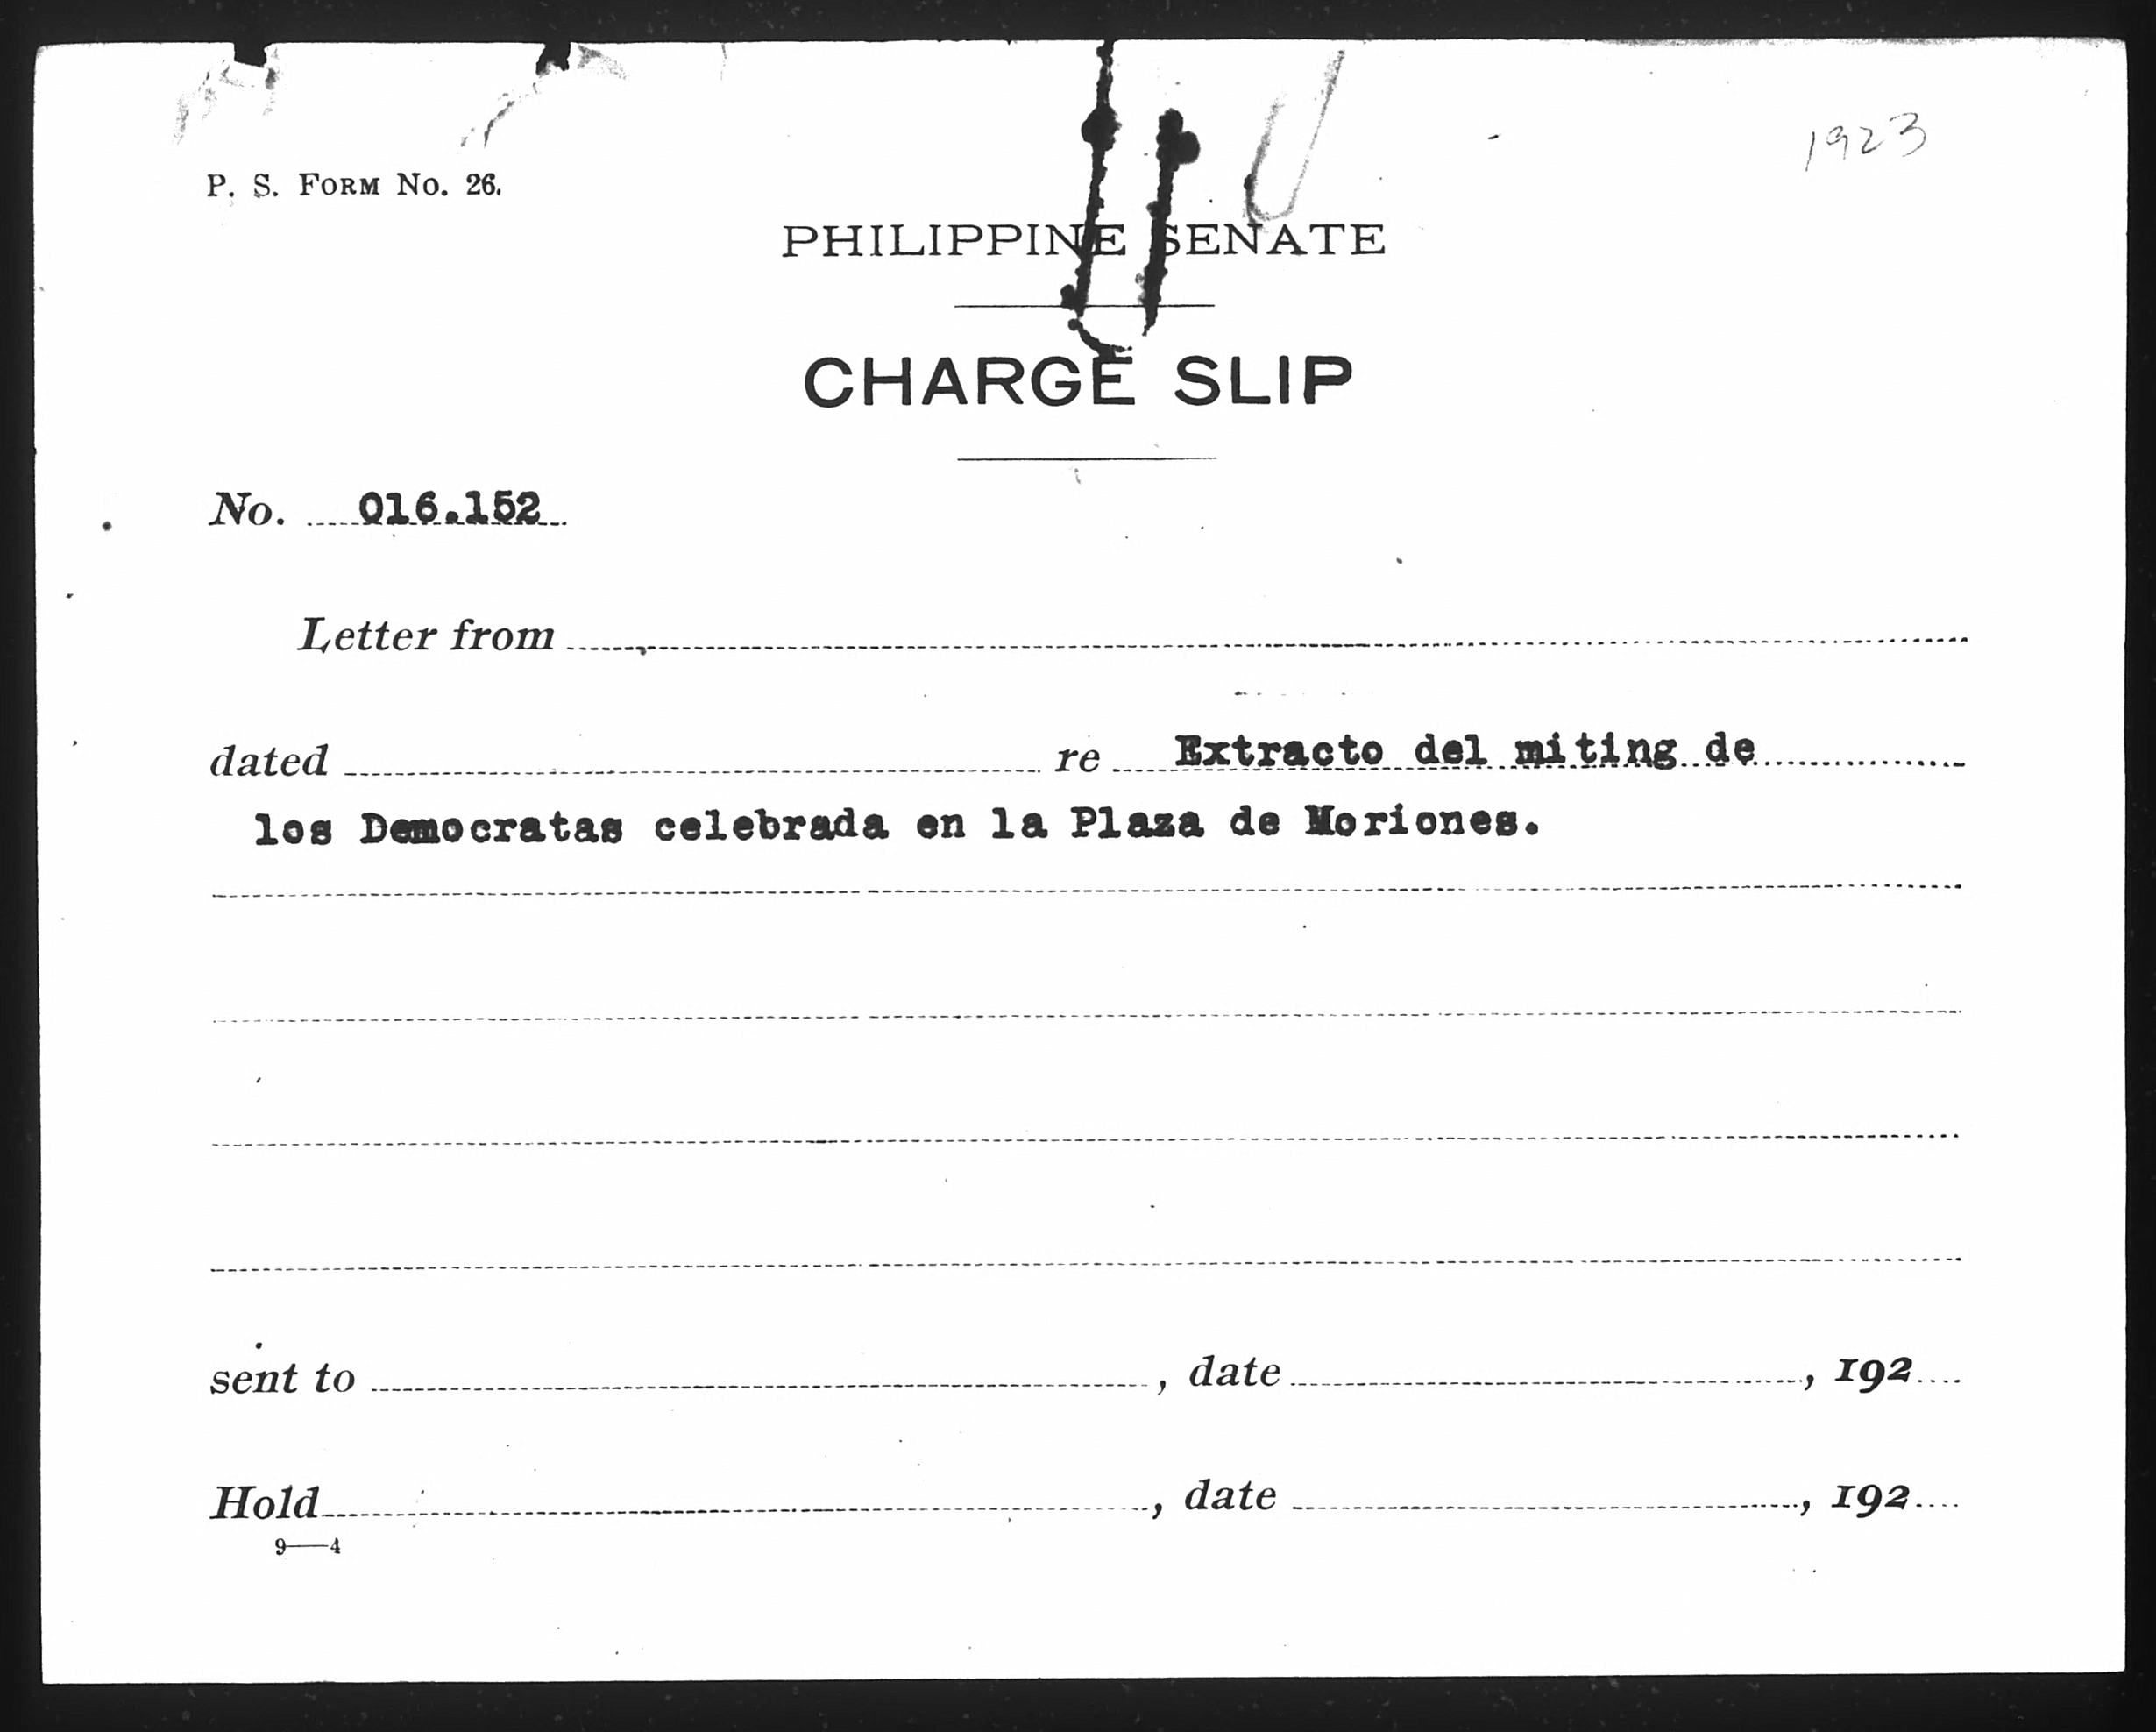 1923
P. S. FORM No. 26.
PHILIPPINE SENATE
CHARGE SLIP
No. 016.152
Letter from
dated re Extracto del miting de
los Democratas celebrada en la Plaza de Moriones.
sent to , date , 192
Hold , date , 192
9—4